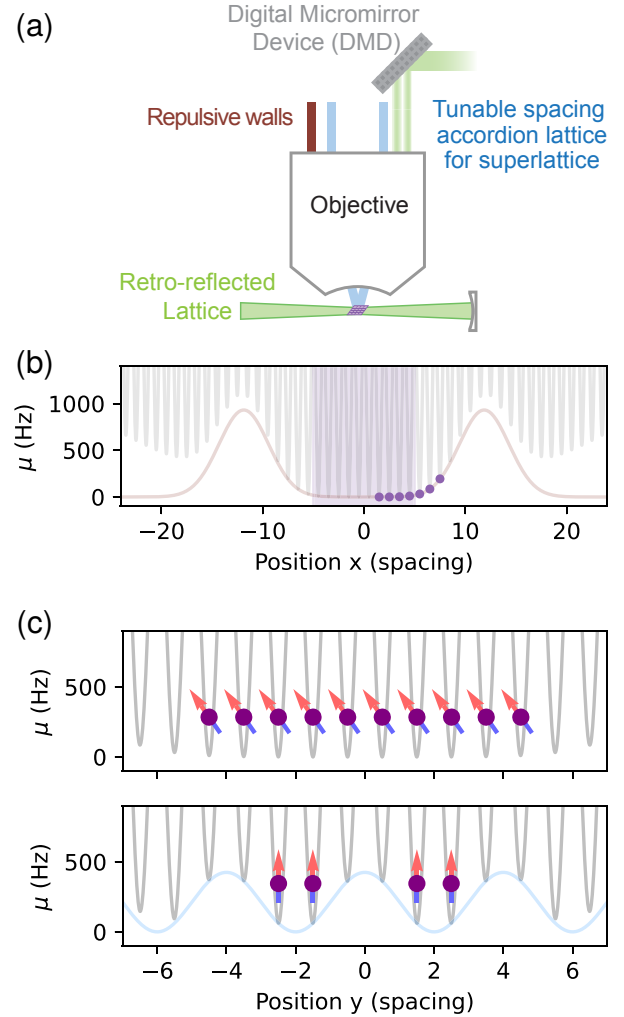 (a)
Digital Micromirror
Device (DMD)
Repulsive walls
Tunable spacing
accordion lattice
for superlattice
Objective
Retro-reflected
Lattice
(b)
1000
500
0
μ (Hz)
−20 −10 0 10 20
Position x (spacing)
(c)
500
0
μ (Hz)
500
0
μ (Hz)
−6 −4 −2 0 2 4 6
Position y (spacing)